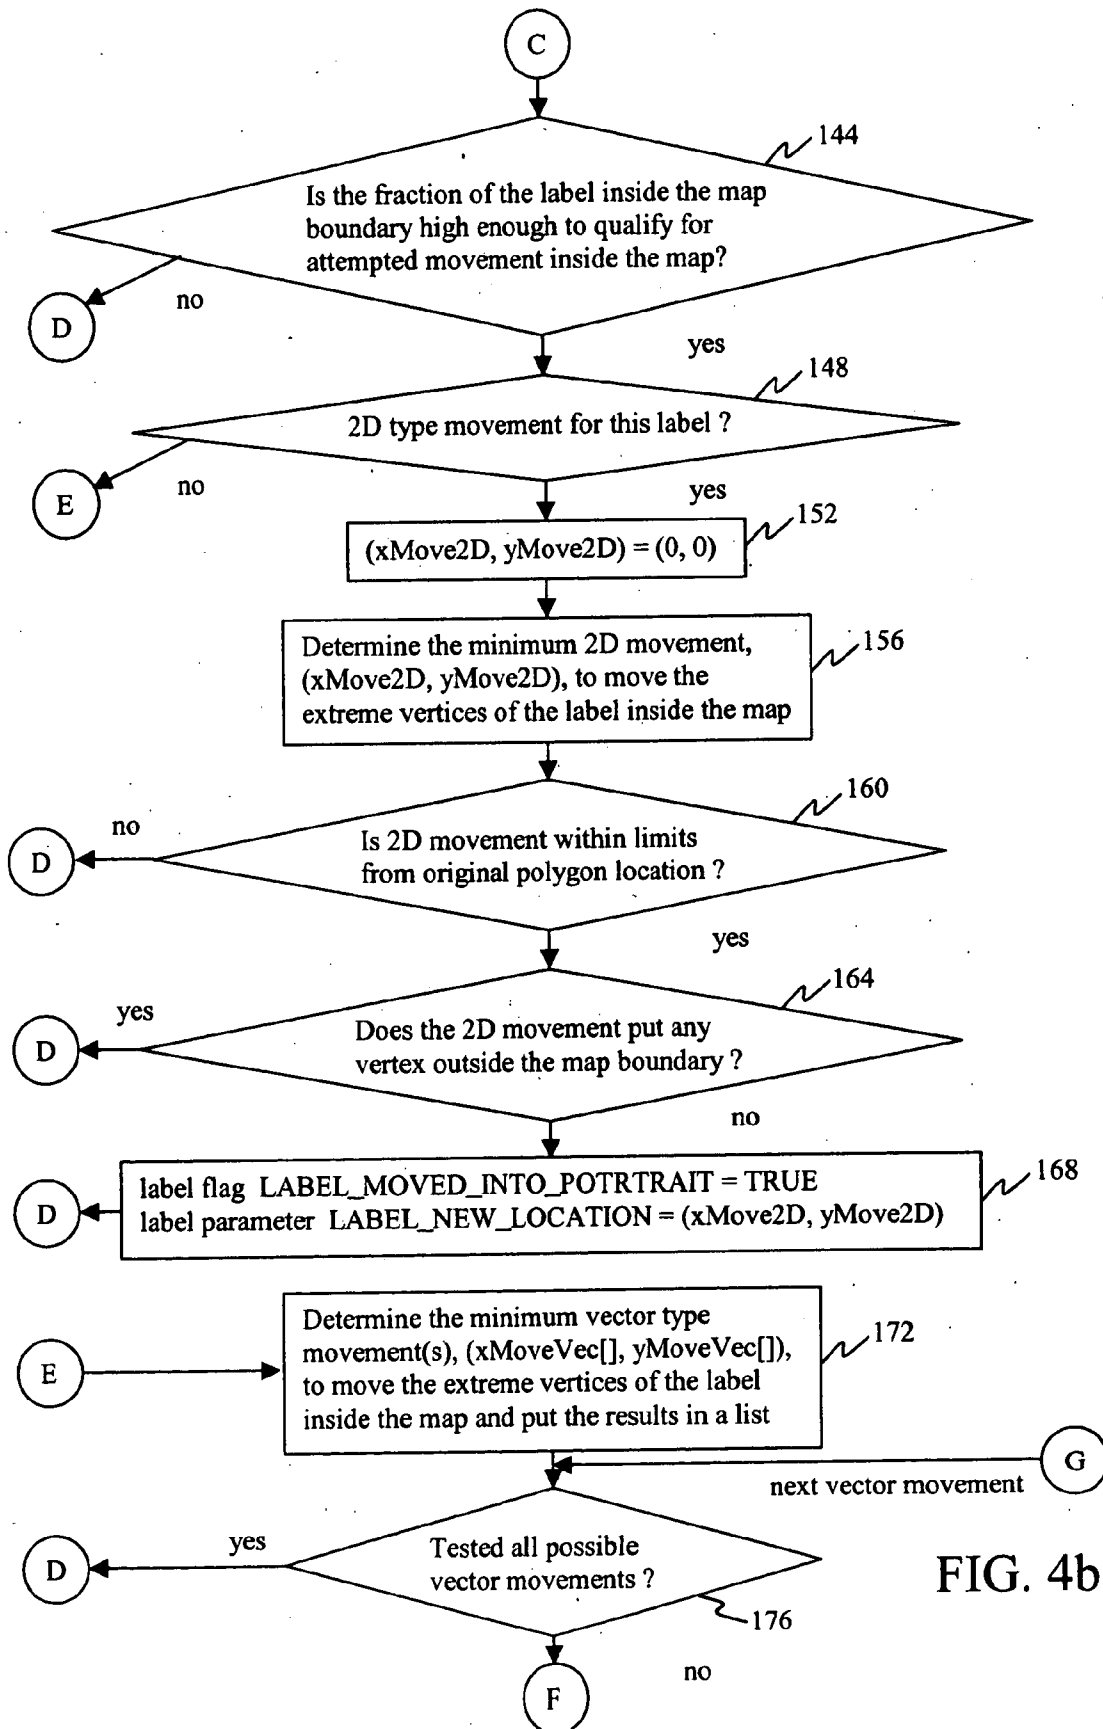 C
144
Is the fraction of the label inside the map
boundary high enough to qualify for
attempted movement inside the map?
no
D
yes
148
2D type movement for this label ?
no
E
yes
152
(xMove2D, yMove2D) = (0, 0)
156
Determine the minimum 2D movement,
(xMove2D, yMove2D), to move the
extreme vertices of the label inside the map
160
no
D
Is 2D movement within limits
from original polygon location ?
yes
164
yes
D
Does the 2D movement put any
vertex outside the map boundary ?
no
168
D
label flag LABEL_MOVED_INTO_POTRTRAIT = TRUE
label parameter LABEL_NEW_LOCATION = (xMove2D, yMove2D)
E
172
Determine the minimum vector type
movement(s), (xMoveVec[], yMoveVec[]),
to move the extreme vertices of the label
inside the map and put the results in a list
G
next vector movement
yes
D
Tested all possible
vector movements ?
176
FIG. 4b
no
F